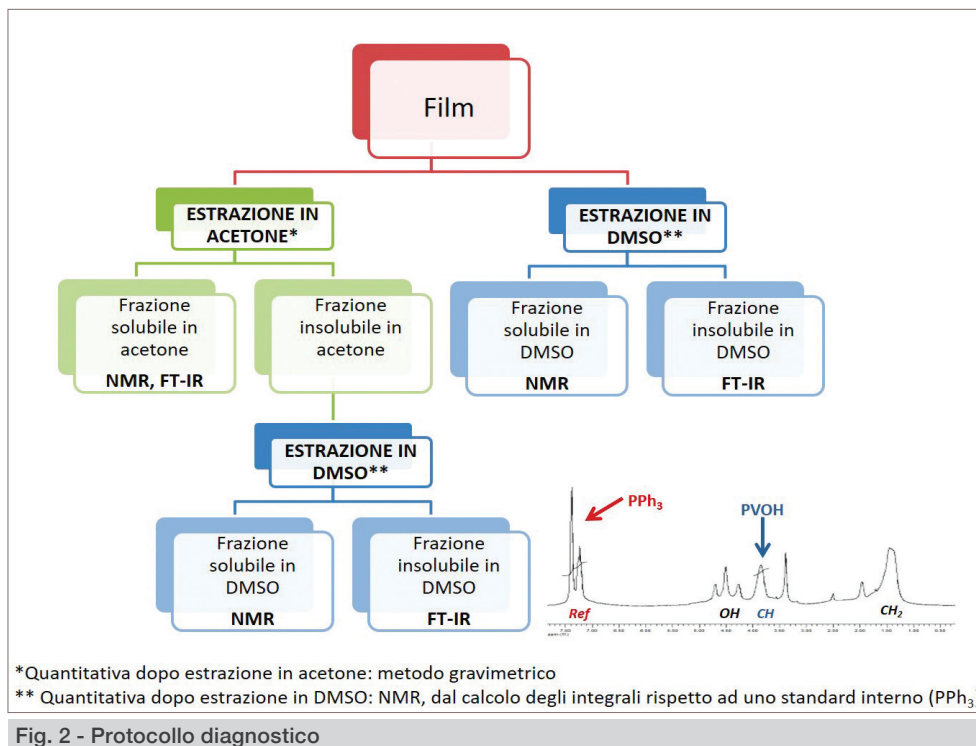 Film
ESTRAZIONE IN
ACETONE*
ESTRAZIONE IN
DMSO**
Frazione
solubile in
acetone
NMR, FT-IR
Frazione
insolubile in
acetone
Frazione
solubile in
DMSO
NMR
Frazione
insolubile in
DMSO
FT-IR
ESTRAZIONE IN
DMSO**
Frazione
solubile in
DMSO
NMR
Frazione
insolubile in
DMSO
FT-IR
PPh₃
PVOH
Ref
OH
CH
CH₂
*Quantitativa dopo estrazione in acetone: metodo gravimetrico
** Quantitativa dopo estrazione in DMSO: NMR, dal calcolo degli integrali rispetto ad uno standard interno (PPh₃
Fig. 2 - Protocollo diagnostico